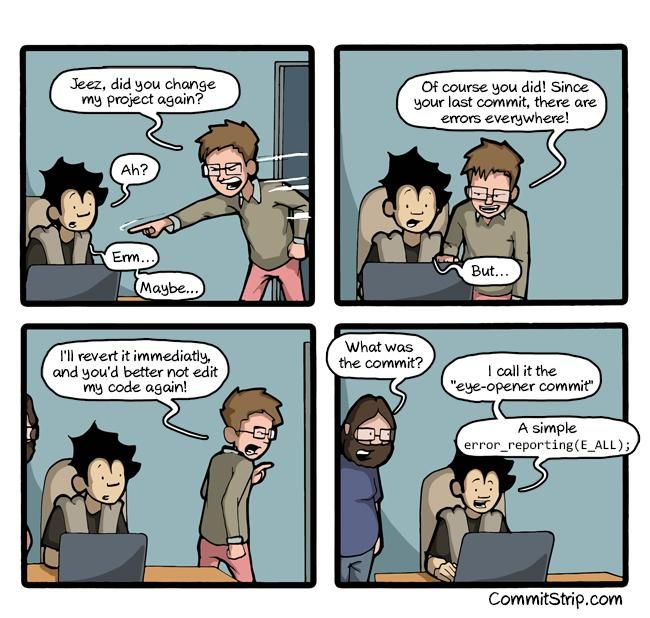 Jeez, did you change
my project again?
Ah?
Erm...
Maybe...
Of course you did! Since
your last commit, there are
errors everywhere!
But...
I'll revert it immediatly,
and you'd better not edit
my code again!
What was
the commit?
I call it the
"eye-opener commit"
A simple
error_reporting(E_ALL);
CommitStrip.com